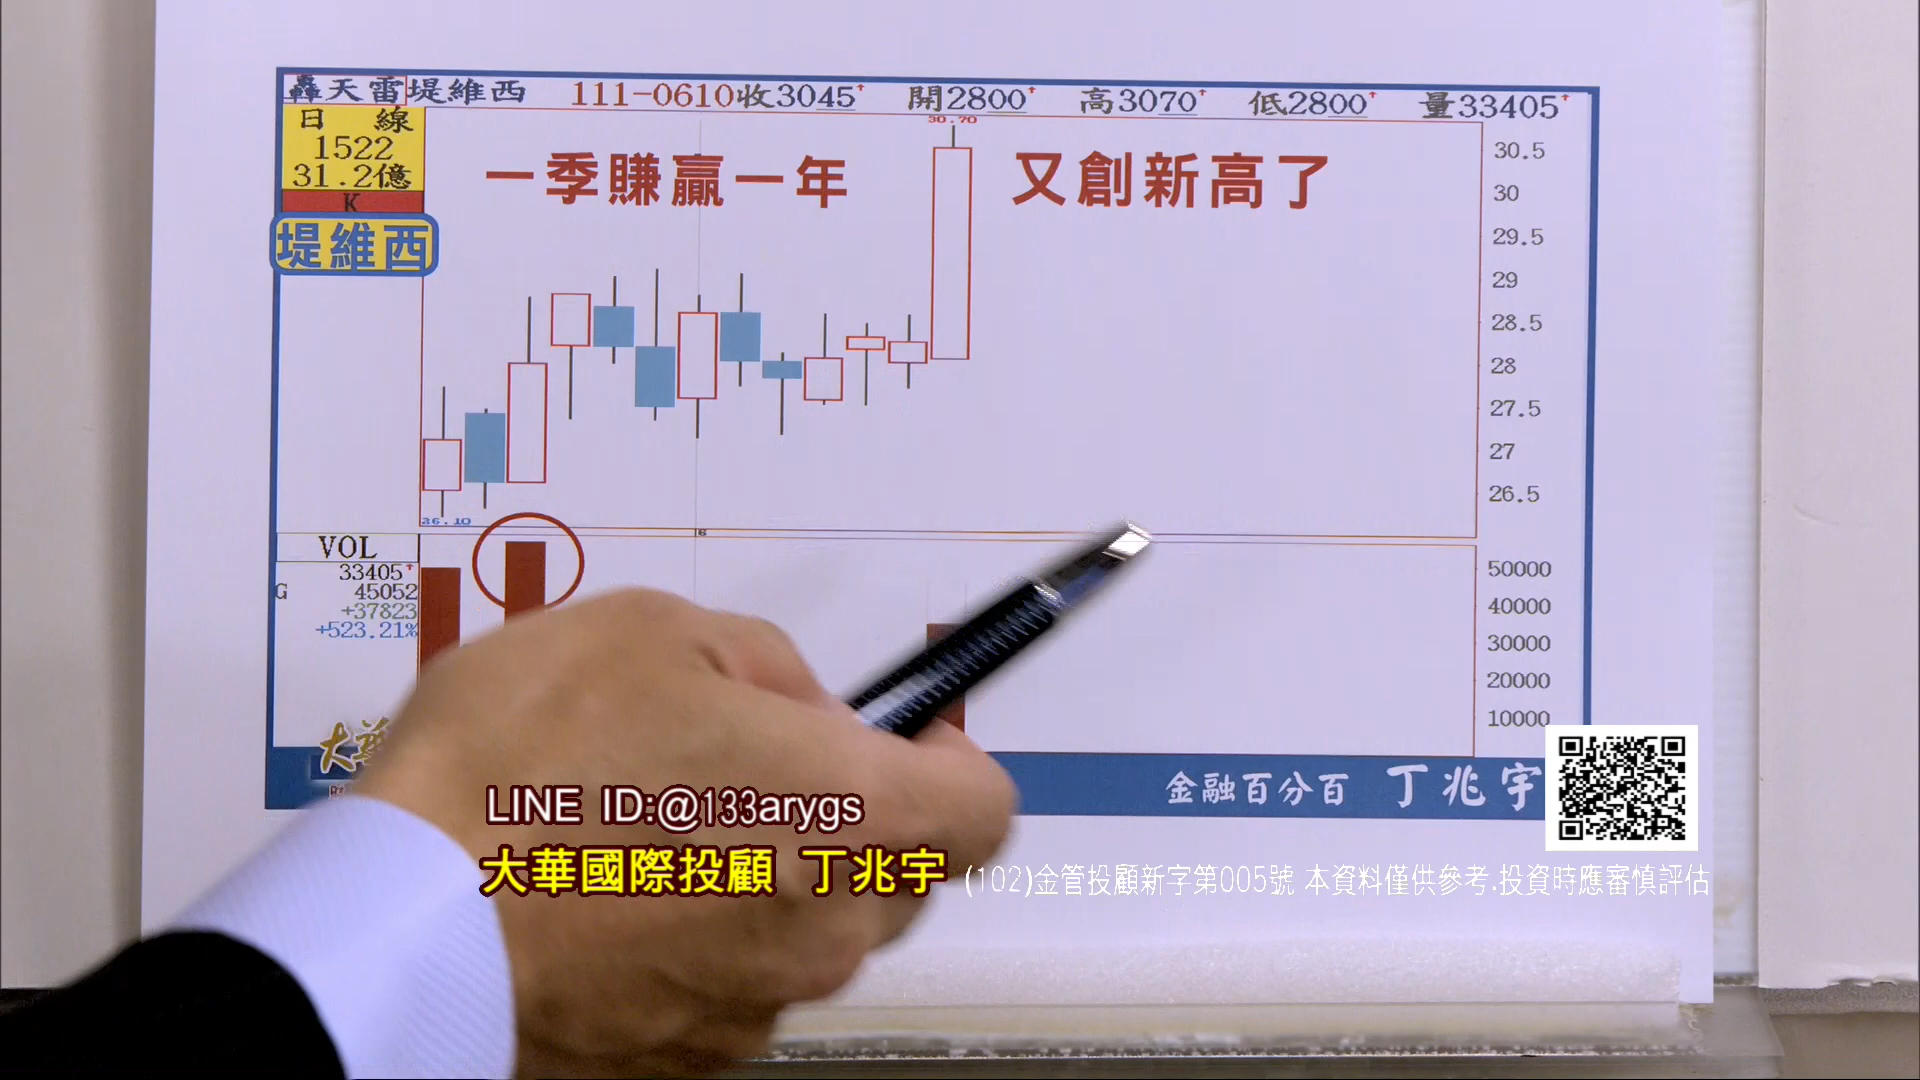 轟天雷堤維西 111-0610收3045↑ 開2800↑ 高3070↑ 低2800↑ 量33405↑
日 線
1522
31.2億
K
堤維西
30.70
一季賺贏一年 又創新高了
30.5
30
29.5
29
28.5
28
27.5
27
26.5
26.10
6
VOL
33405↑
G 45052
+37823
+523.21%
50000
40000
30000
20000
10000
大華
金融百分百 丁兆宇
LINE ID:@133arygs
大華國際投顧 丁兆宇 (102)金管投顧新字第005號 本資料僅供參考.投資時應審慎評估